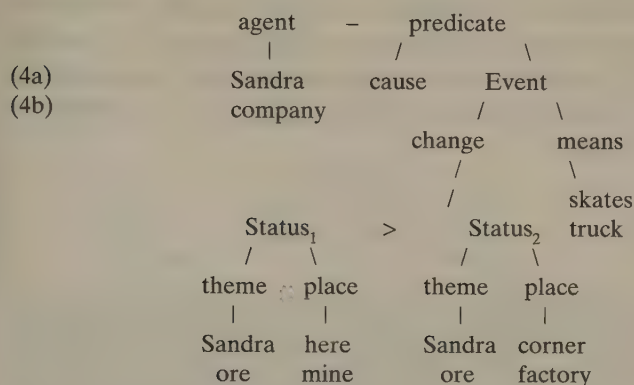 agent – predicate
| / \
(4a) Sandra cause Event
(4b) company / \
change means
/ \
/ skates
Status₁ > Status₂ truck
/ \ / \
theme place theme place
| | | |
Sandra here Sandra corner
ore mine ore factory